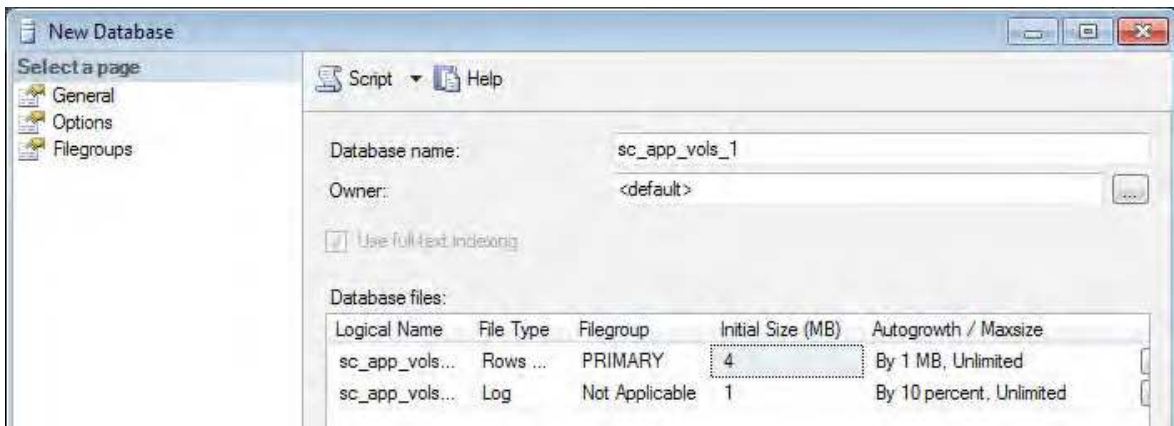 New Database
Select a page
General
Options
Filegroups
Script Help
Database name: sc_app_vols_1
Owner: <default> ...
Use full-text indexing
Database files:
Logical Name File Type Filegroup Initial Size (MB) Autogrowth / Maxsize
sc_app_vols... Rows ... PRIMARY 4 By 1 MB, Unlimited
sc_app_vols... Log Not Applicable 1 By 10 percent, Unlimited